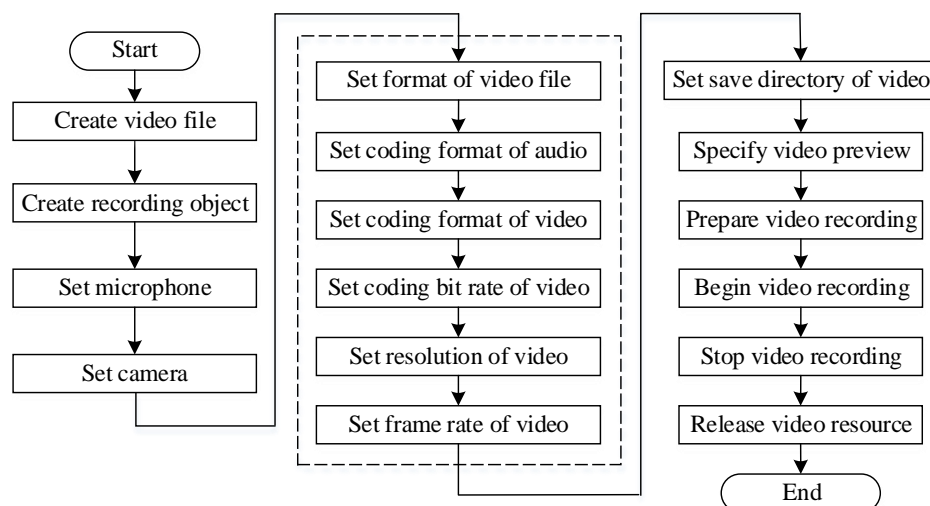 Start
Create video file
Create recording object
Set microphone
Set camera
Set format of video file
Set coding format of audio
Set coding format of video
Set coding bit rate of video
Set resolution of video
Set frame rate of video
Set save directory of video
Specify video preview
Prepare video recording
Begin video recording
Stop video recording
Release video resource
End